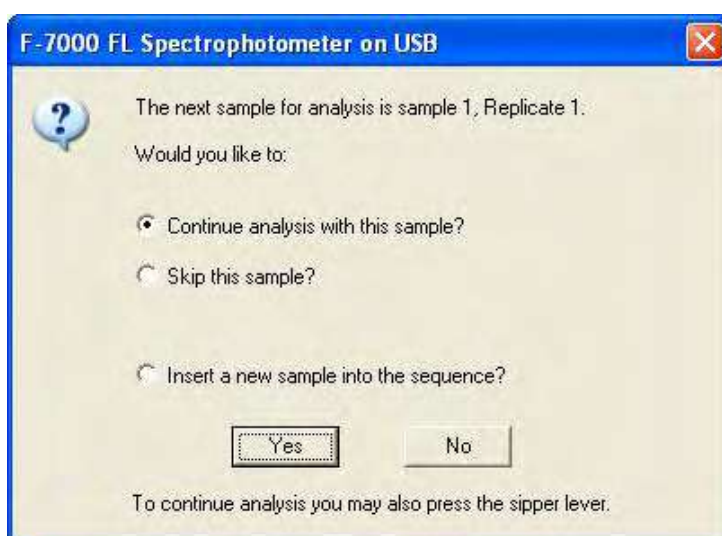 F-7000 FL Spectrophotometer on USB
The next sample for analysis is sample 1, Replicate 1.
Would you like to:
Continue analysis with this sample?
Skip this sample?
Insert a new sample into the sequence?
Yes No
To continue analysis you may also press the sipper lever.